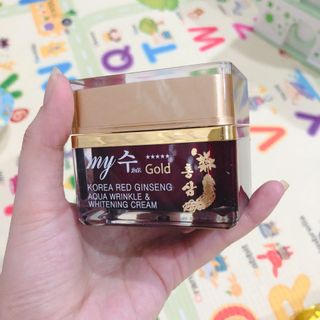 my 수 Gold
홍삼
KOREA RED GINSENG
AQUA WRINKLE &
WHITENING CREAM